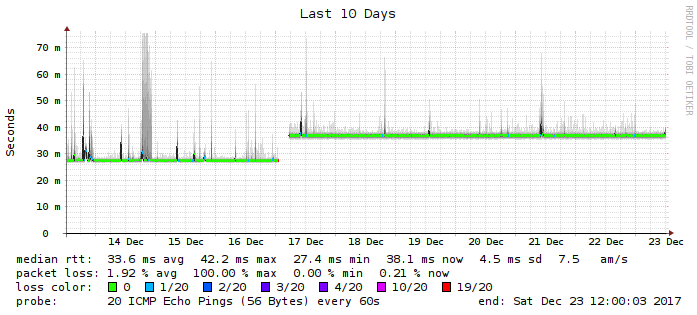 Last 10 Days
RRDTOOL / TOBI OETIKER
Seconds
70 m
60 m
50 m
40 m
30 m
20 m
10 m
0
14 Dec 15 Dec 16 Dec 17 Dec 18 Dec 19 Dec 20 Dec 21 Dec 22 Dec 23 Dec
median rtt: 33.6 ms avg 42.2 ms max 27.4 ms min 38.1 ms now 4.5 ms sd 7.5 am/s
packet loss: 1.92 % avg 100.00 % max 0.00 % min 0.21 % now
loss color: 0 1/20 2/20 3/20 4/20 10/20 19/20
probe: 20 ICMP Echo Pings (56 Bytes) every 60s end: Sat Dec 23 12:00:03 2017